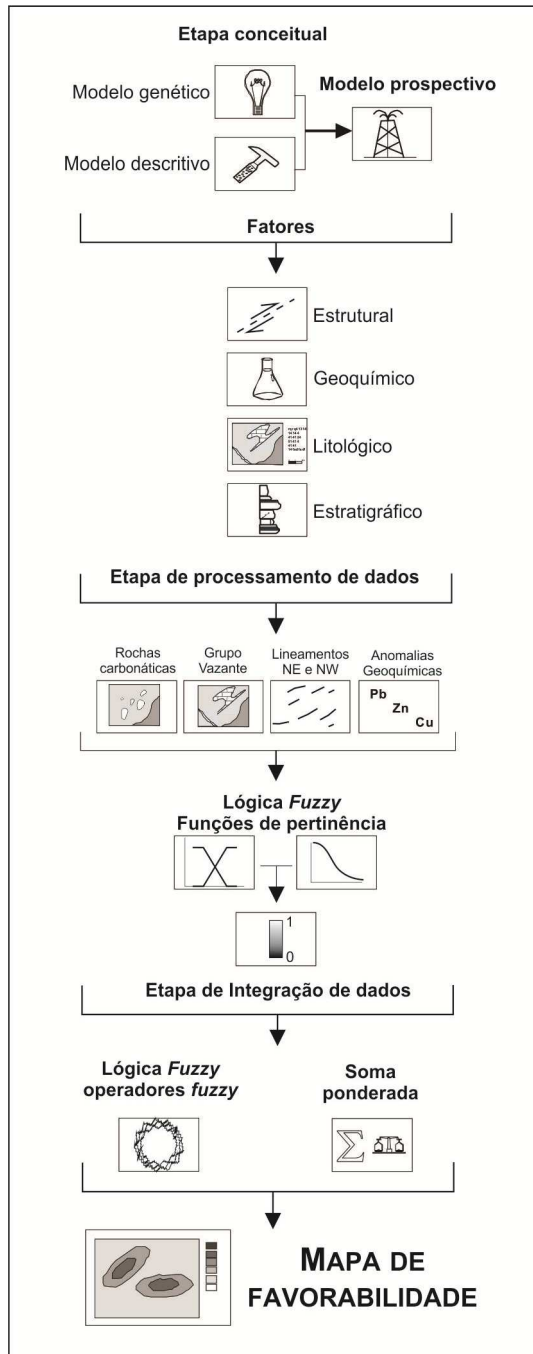 Etapa conceitual
Modelo genético
Modelo prospectivo
Modelo descritivo
Fatores
Estrutural
Geoquímico
Litológico
Estratigráfico
Etapa de processamento de dados
Rochas
carbonáticas
Grupo
Vazante
Lineamentos
NE e NW
Anomalias
Geoquímicas
Pb
Zn
Cu
Lógica Fuzzy
Funções de pertinência
1
0
Etapa de Integração de dados
Lógica Fuzzy
operadores fuzzy
Soma
ponderada
Σ
MAPA DE
FAVORABILIDADE